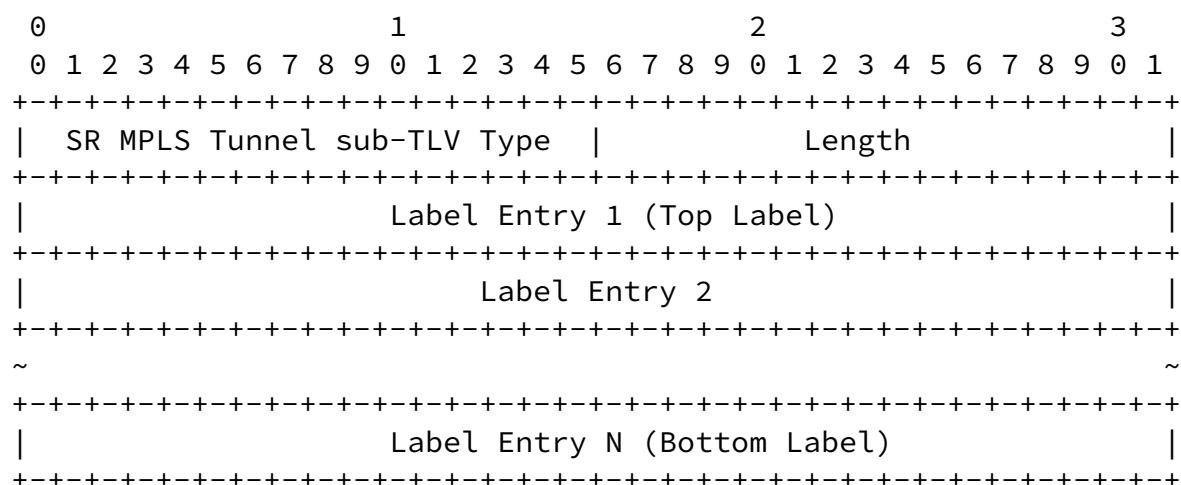 0                   1                   2                   3
 0 1 2 3 4 5 6 7 8 9 0 1 2 3 4 5 6 7 8 9 0 1 2 3 4 5 6 7 8 9 0 1
+-+-+-+-+-+-+-+-+-+-+-+-+-+-+-+-+-+-+-+-+-+-+-+-+-+-+-+-+-+-+-+-+
|  SR MPLS Tunnel sub-TLV Type  |           Length              |
+-+-+-+-+-+-+-+-+-+-+-+-+-+-+-+-+-+-+-+-+-+-+-+-+-+-+-+-+-+-+-+-+
|                    Label Entry 1 (Top Label)                  |
+-+-+-+-+-+-+-+-+-+-+-+-+-+-+-+-+-+-+-+-+-+-+-+-+-+-+-+-+-+-+-+-+
|                         Label Entry 2                         |
+-+-+-+-+-+-+-+-+-+-+-+-+-+-+-+-+-+-+-+-+-+-+-+-+-+-+-+-+-+-+-+-+
~                                                               ~
+-+-+-+-+-+-+-+-+-+-+-+-+-+-+-+-+-+-+-+-+-+-+-+-+-+-+-+-+-+-+-+-+
|                    Label Entry N (Bottom Label)               |
+-+-+-+-+-+-+-+-+-+-+-+-+-+-+-+-+-+-+-+-+-+-+-+-+-+-+-+-+-+-+-+-+